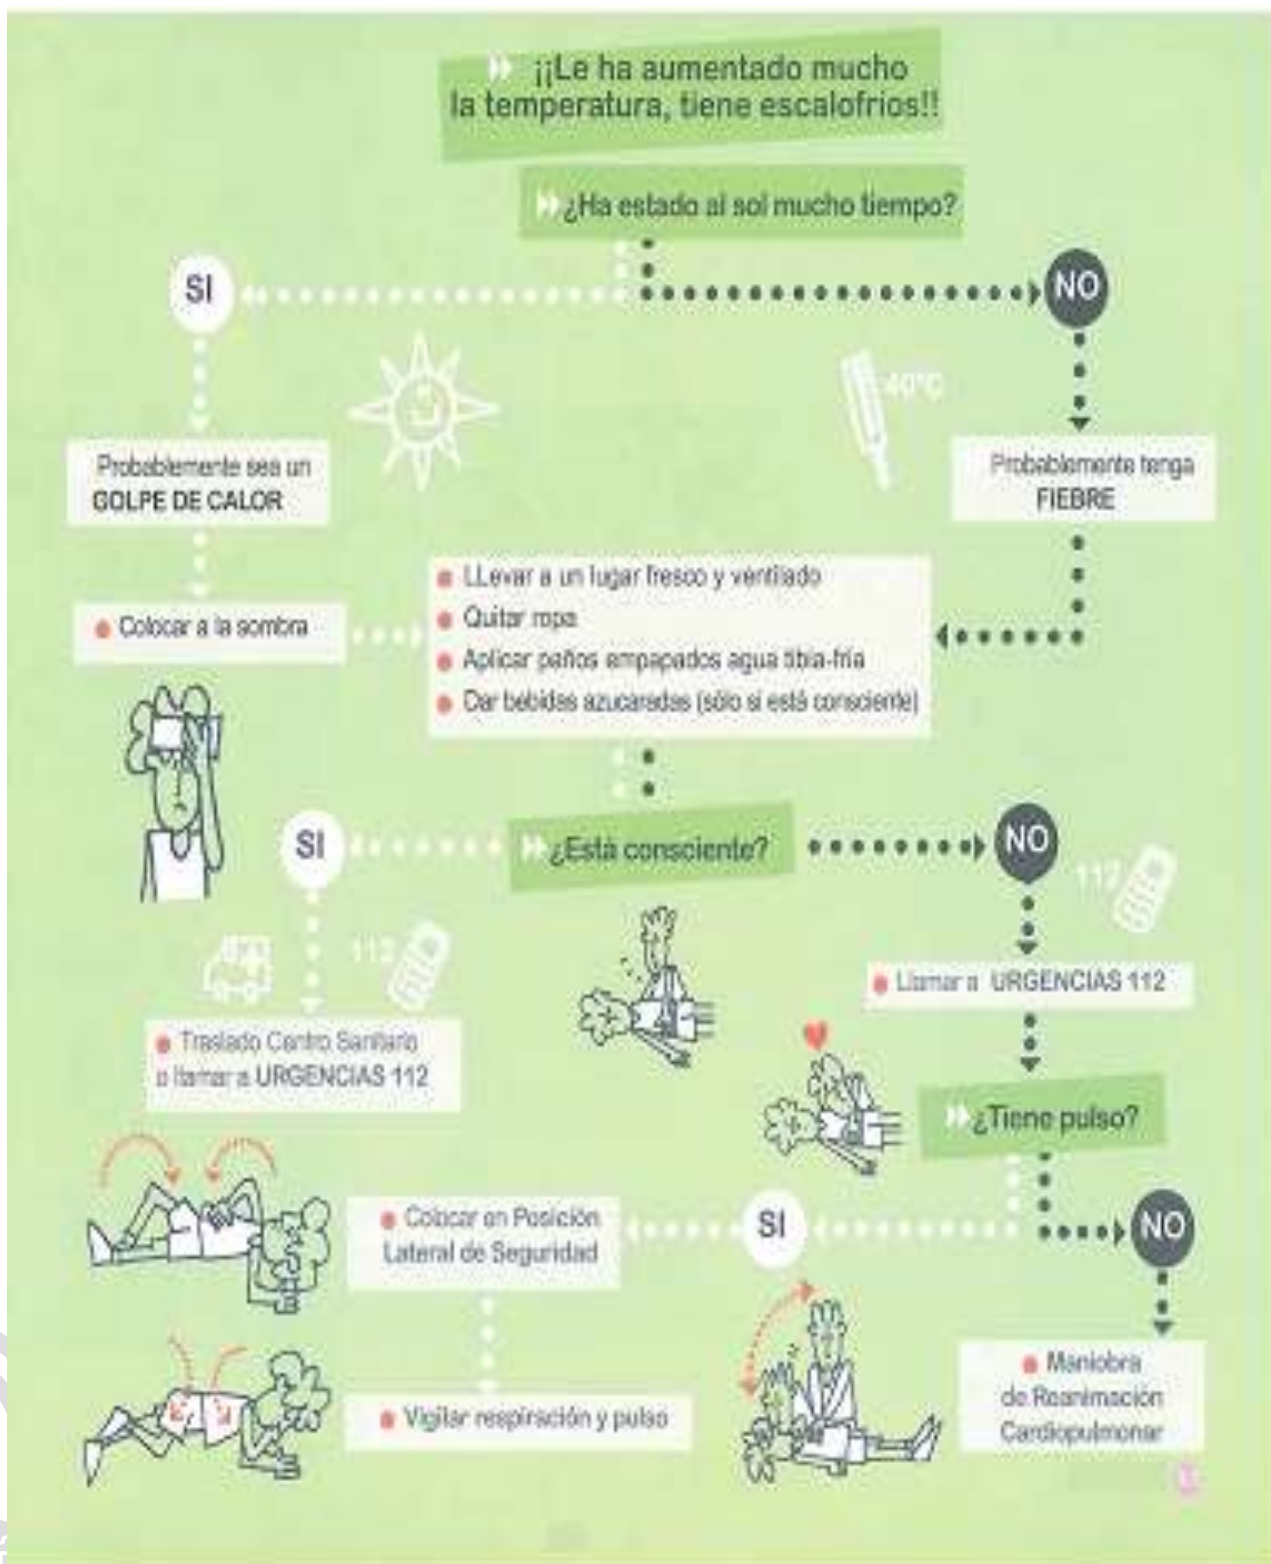 ¡¡Le ha aumentado mucho
la temperatura, tiene escalofrios!!
¿Ha estado al sol mucho tiempo?
SI
NO
40°C
Probablemente sea un
GOLPE DE CALOR
Probablemente tenga
FIEBRE
Colocar a la sombra
LLevar a un lugar fresco y ventilado
Quitar ropa
Aplicar paños empapados agua tibia-fría
Dar bebidas azucaradas (sólo si está consciente)
SI
¿Está consciente?
NO
112
112
Traslado Centro Sanitario
o llamar a URGENCIAS 112
Llamar a URGENCIAS 112
¿Tiene pulso?
Colocar en Posición
Lateral de Seguridad
SI
NO
Vigilar respiración y pulso
Maniobra
de Reanimación
Cardiopulmonar